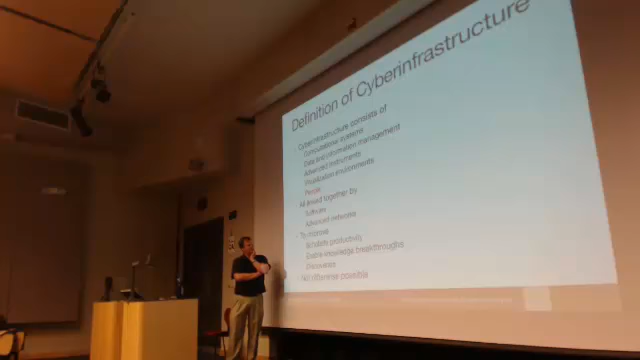 Definition of Cyberinfrastructure
Cyberinfrastructure consists of
Computational systems
Data and information management
Advanced instruments
Visualization environments
People
All linked together by
Software
Advanced networks
To improve
Scholarly productivity
Enable knowledge breakthroughs
Discoveries
Not otherwise possible